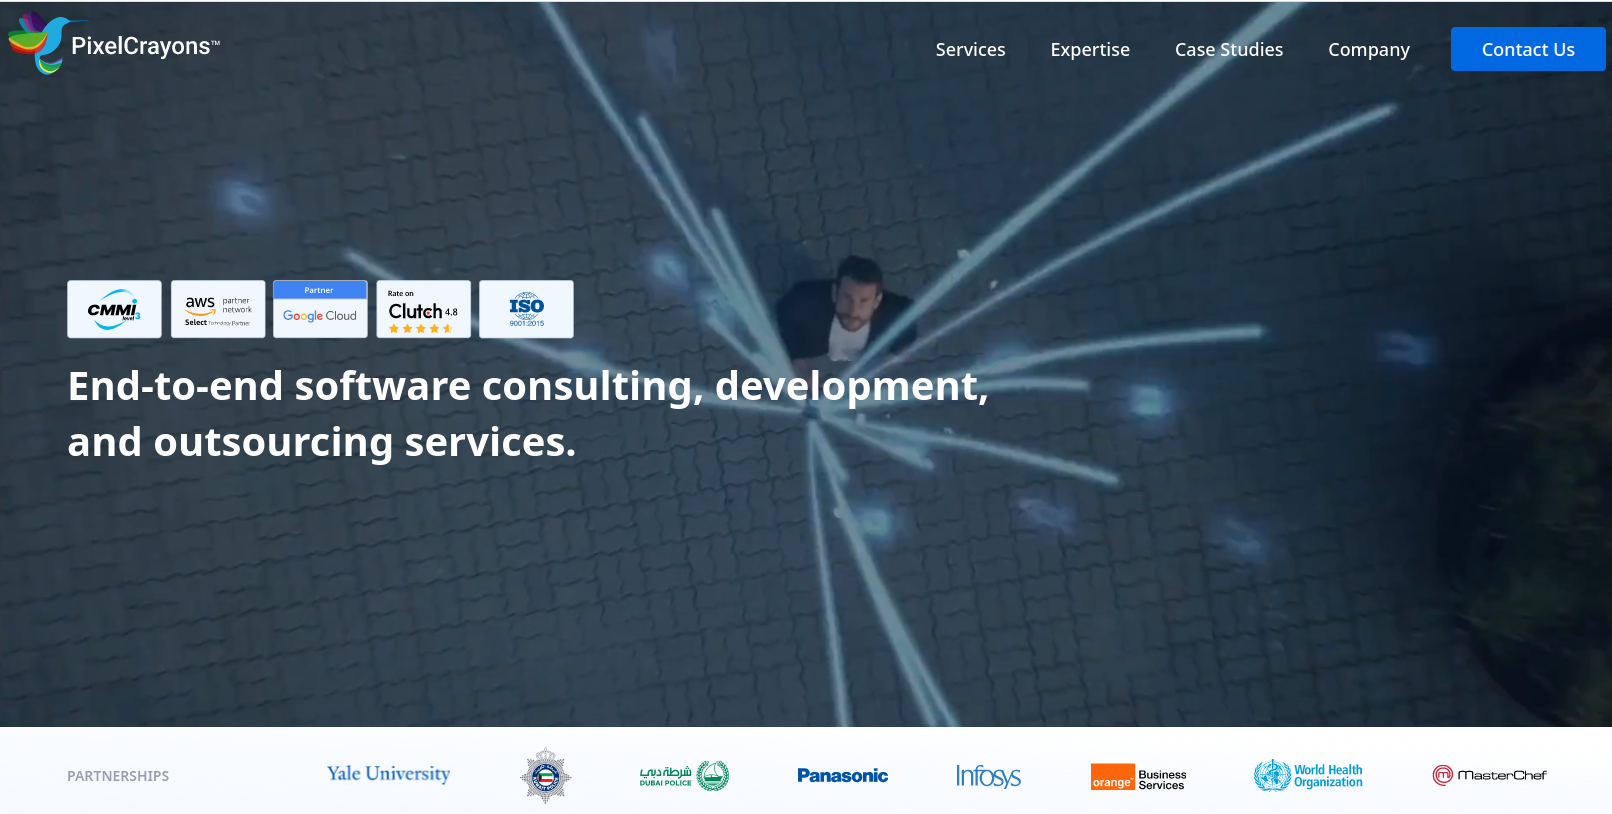 PixelCrayons™
Services
Expertise
Case Studies
Company
Contact Us
CMMi
level 3
aws partner network
Select Technology Partner
Partner
Google Cloud
Rate on
Clutch 4.8
ISO
9001:2015
End-to-end software consulting, development,
and outsourcing services.
PARTNERSHIPS
Yale University
شرطة دبي
DUBAI POLICE
Panasonic
Infosys
orange™
Business
Services
World Health
Organization
MasterChef